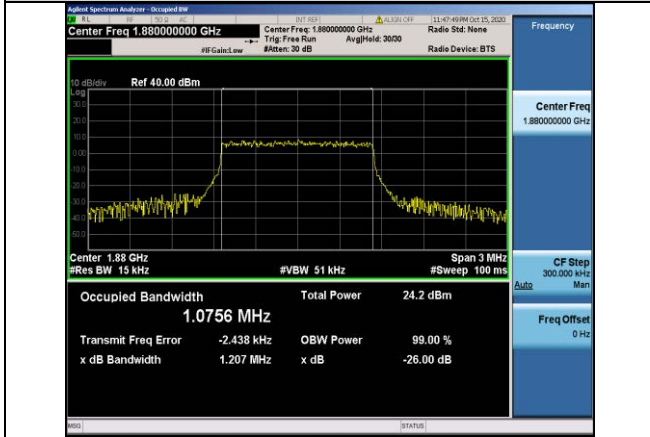 Agilent Spectrum Analyzer - Occupied BW
RL RF 50 Ω AC INT REF ALIGN OFF 11:47:49 PM Oct 15, 2020
Center Freq 1.880000000 GHz Center Freq: 1.880000000 GHz Radio Std: None Frequency
Trig: Free Run Avg|Hold: 30/30
#IFGain:Low #Atten: 30 dB Radio Device: BTS
10 dB/div Ref 40.00 dBm
Log
30.0
20.0
10.0
0.00
-10.0
-20.0
-30.0
-40.0
-50.0
Center Freq
1.880000000 GHz
Center 1.88 GHz Span 3 MHz
#Res BW 15 kHz #VBW 51 kHz #Sweep 100 ms
CF Step
300.000 kHz
Auto Man
Occupied Bandwidth Total Power 24.2 dBm
1.0756 MHz
Transmit Freq Error -2.438 kHz OBW Power 99.00 %
x dB Bandwidth 1.207 MHz x dB -26.00 dB
Freq Offset
0 Hz
MSG STATUS